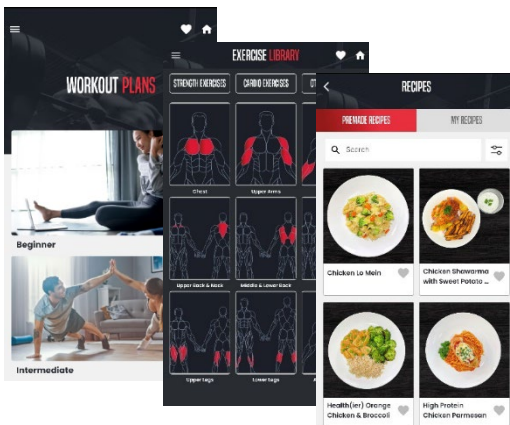 WORKOUT PLANS
Beginner
Intermediate
EXERCISE LIBRARY
STRENGTH EXERCISES
CARDIO EXERCISES
Chest
Upper Arms
Upper Back & Neck
Middle & Lower Back
Upper Legs
Lower Legs
RECIPES
PREMADE RECIPES
MY RECIPES
Search
Chicken Lo Mein
Chicken Shawarma
with Sweet Potato ...
Health(ier) Orange
Chicken & Broccoli
High Protein
Chicken Parmesan